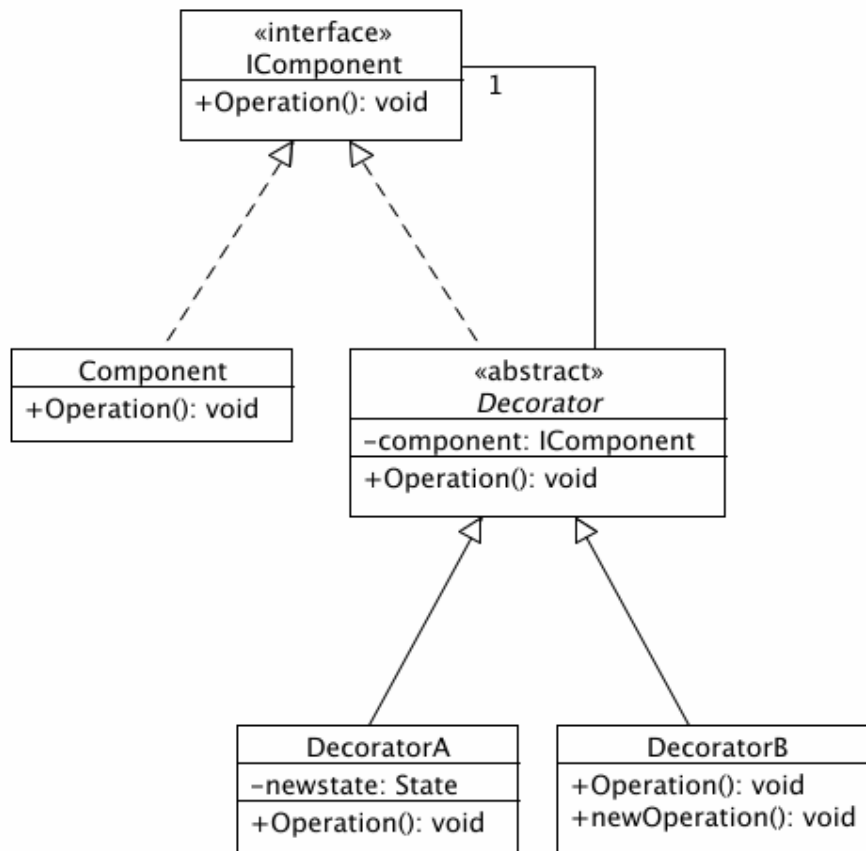 «interface»
IComponent
+Operation(): void
1
Component
+Operation(): void
«abstract»
Decorator
-component: IComponent
+Operation(): void
DecoratorA
-newstate: State
+Operation(): void
DecoratorB
+Operation(): void
+newOperation(): void